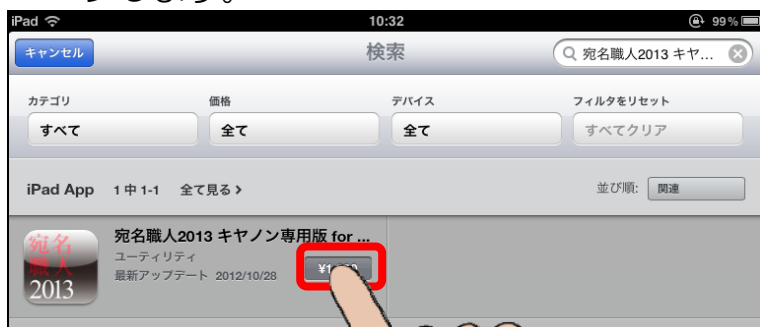 iPad 10:32 99%
キャンセル 検索 宛名職人2013 キヤ...
カテゴリ 価格 デバイス フィルタをリセット
すべて 全て 全て すべてクリア
iPad App 1 中 1-1 全て見る › 並び順: 関連
宛名職人2013 キヤノン専用版 for ...
ユーティリティ
最新アップデート 2012/10/28
宛名
職人
2013